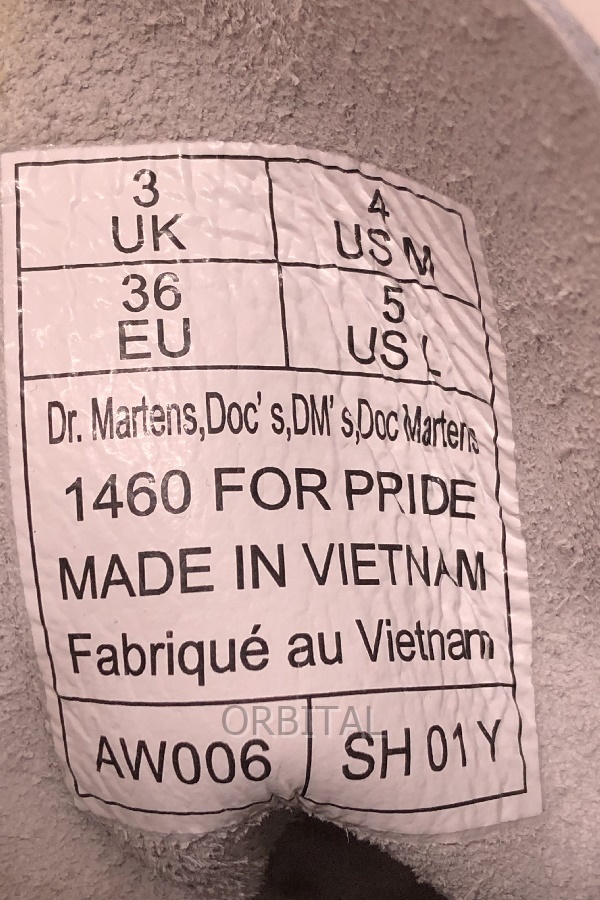 3
UK
4
US M
36
EU
5
US L
Dr. Martens,Doc's,DM's,Doc Martens
1460 FOR PRIDE
MADE IN VIETNAM
Fabriqué au Vietnam
ORBITAL
AW006
SH 01Y